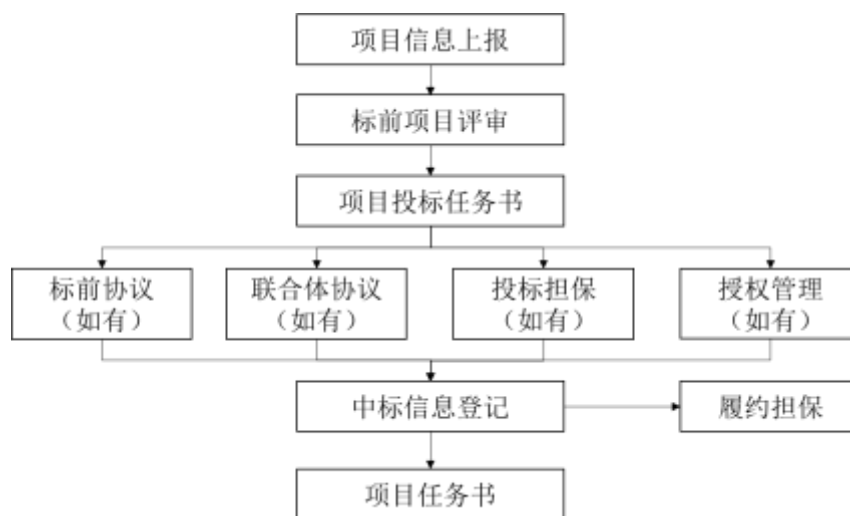 项目信息上报
标前项目评审
项目投标任务书
标前协议
（如有）
联合体协议
（如有）
投标担保
（如有）
授权管理
（如有）
中标信息登记
履约担保
项目任务书